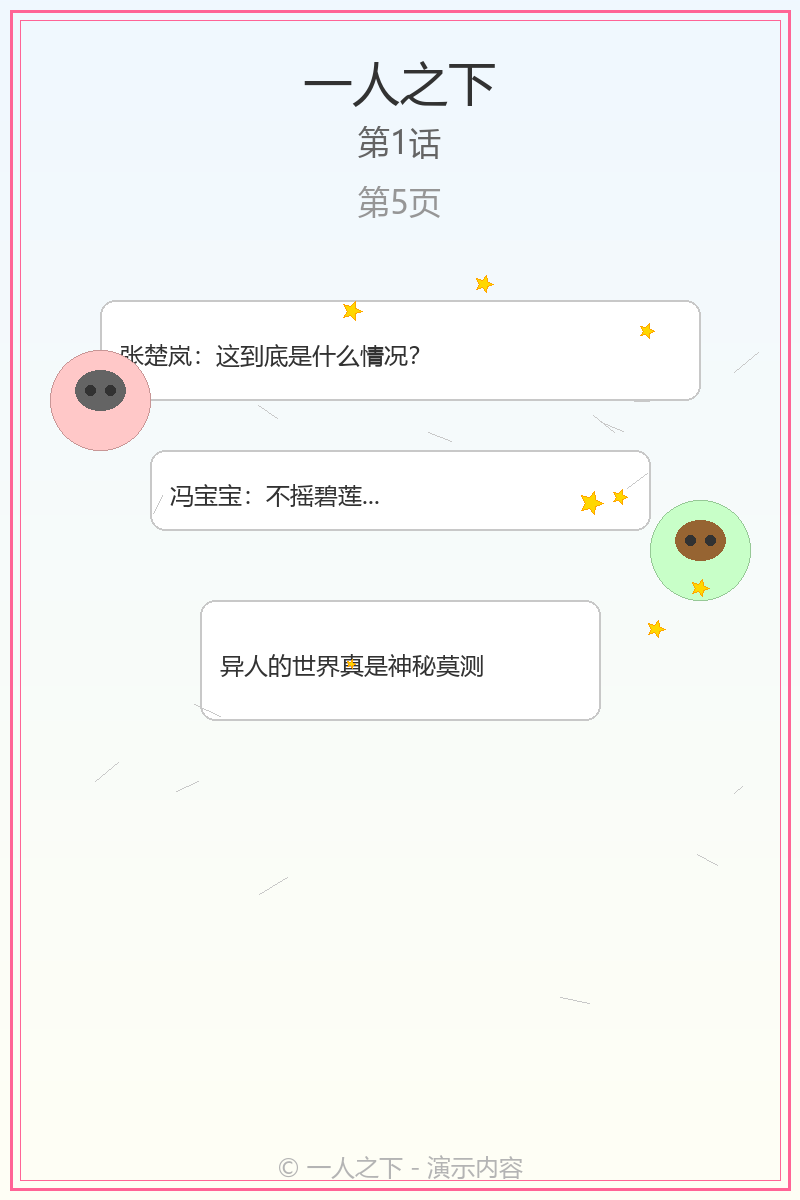 一人之下
第1话
第5页
张楚岚：这到底是什么情况?
冯宝宝：不摇碧莲...
异人的世界真是神秘莫测
© 一人之下 - 演示内容